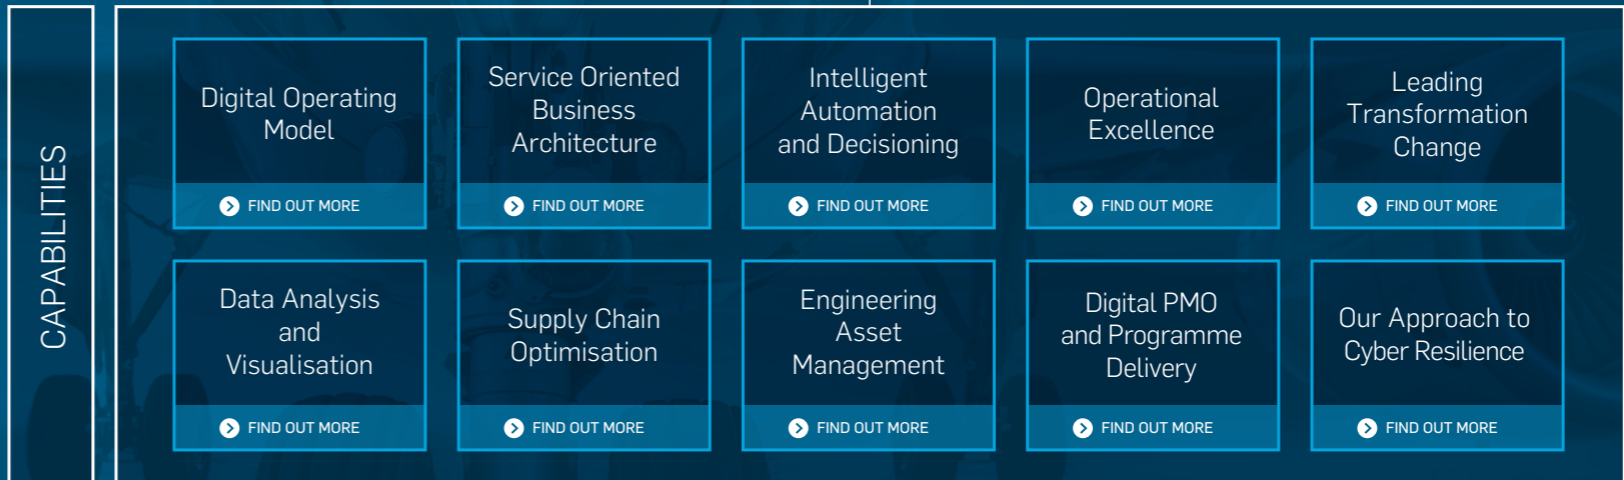 CAPABILITIES
Digital Operating
Model
FIND OUT MORE
Service Oriented
Business
Architecture
FIND OUT MORE
Intelligent
Automation
and Decisioning
FIND OUT MORE
Operational
Excellence
FIND OUT MORE
Leading
Transformation
Change
FIND OUT MORE
Data Analysis
and
Visualisation
FIND OUT MORE
Supply Chain
Optimisation
FIND OUT MORE
Engineering
Asset
Management
FIND OUT MORE
Digital PMO
and Programme
Delivery
FIND OUT MORE
Our Approach to
Cyber Resilience
FIND OUT MORE